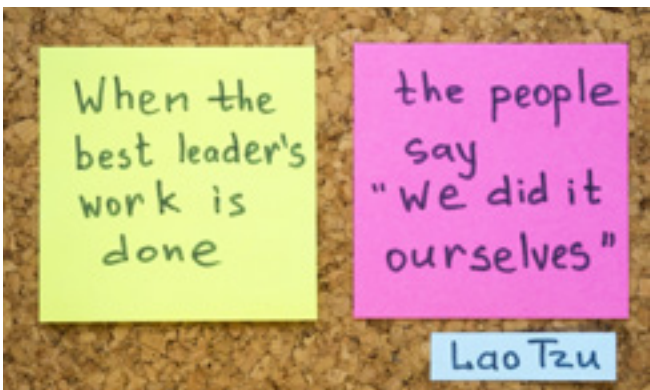 When the
best leader's
work is
done
the people
say
"We did it
ourselves"
Lao Tzu